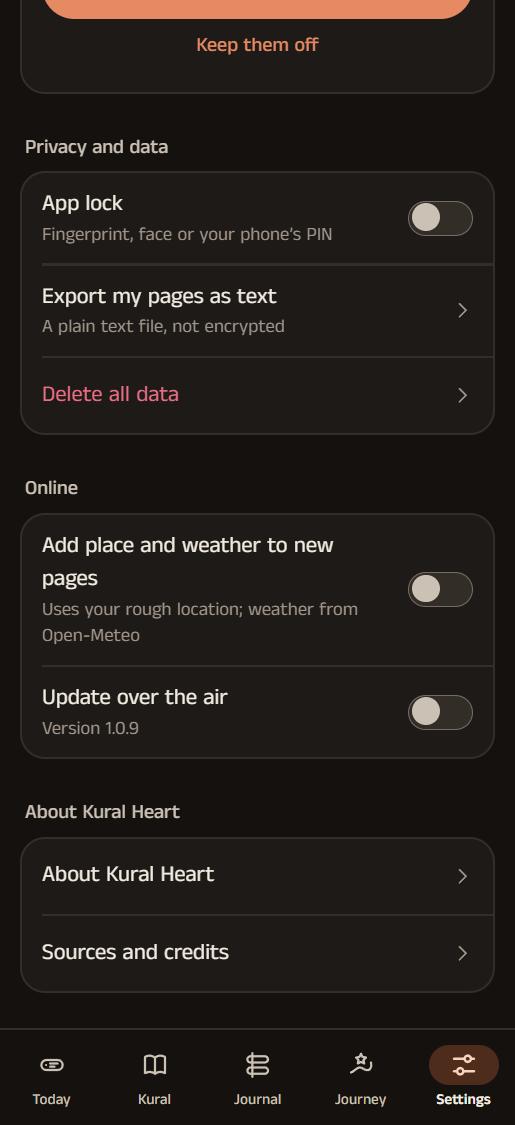 Keep them off
Privacy and data
App lock
Fingerprint, face or your phone's PIN
Export my pages as text
A plain text file, not encrypted
Delete all data
Online
Add place and weather to new
pages
Uses your rough location; weather from
Open-Meteo
Update over the air
Version 1.0.9
About Kural Heart
About Kural Heart
Sources and credits
Today
Kural
Journal
Journey
Settings